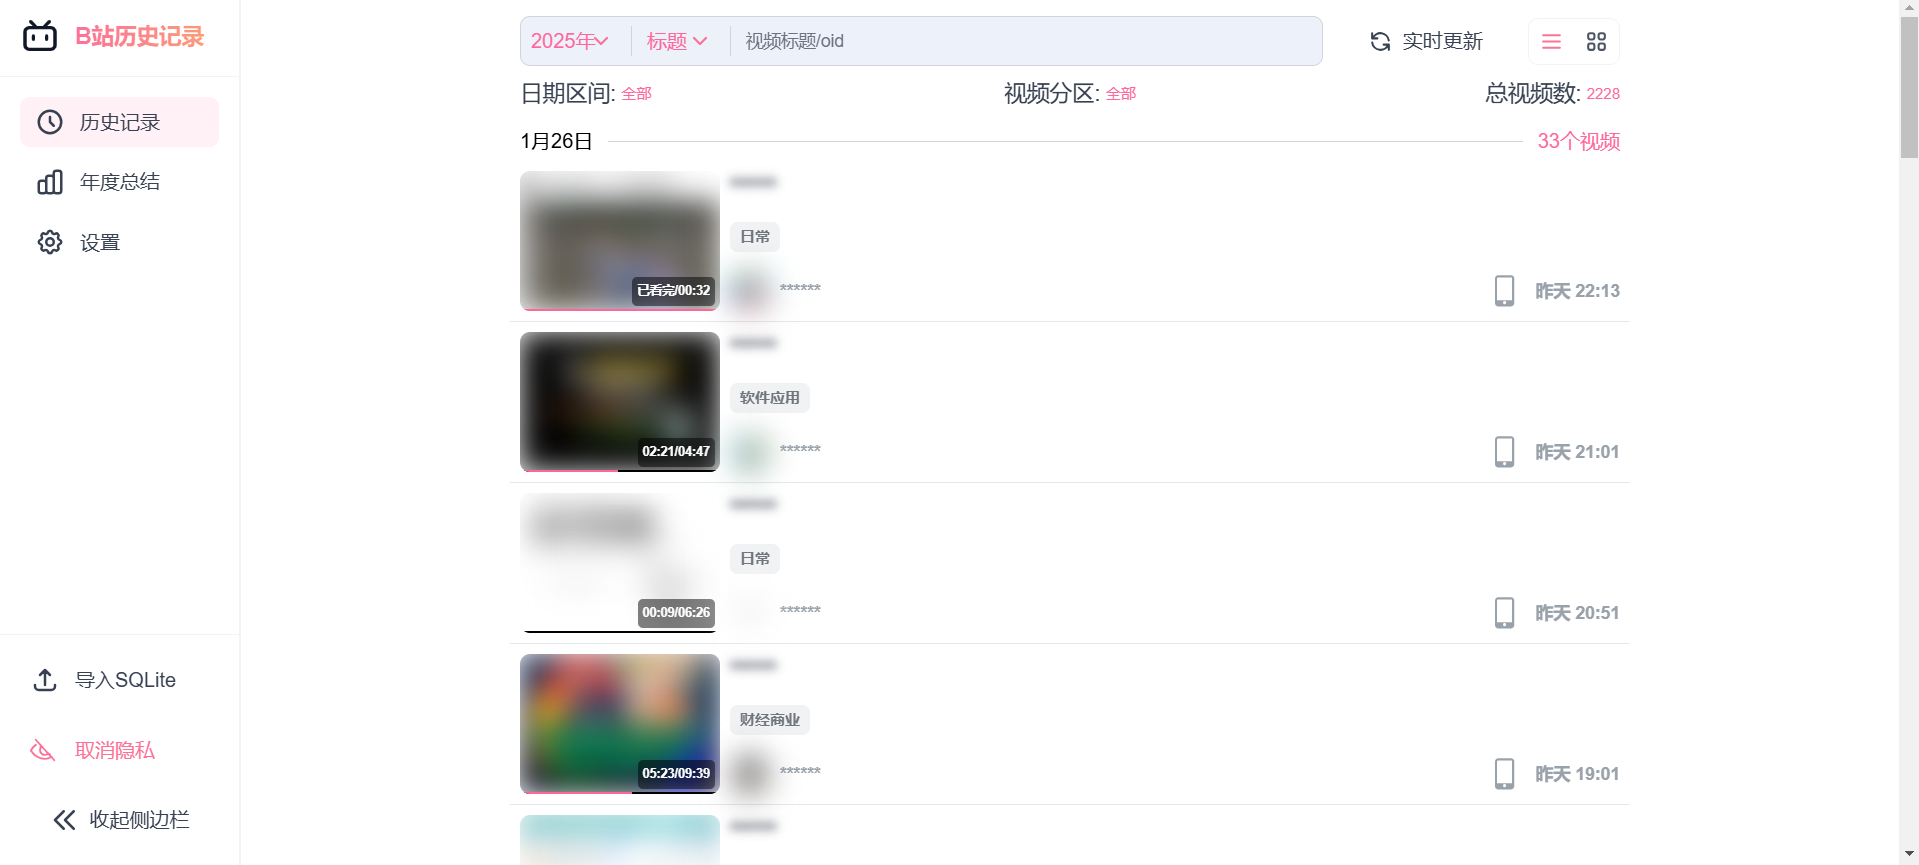 B站历史记录
历史记录
年度总结
设置
导入SQLite
取消隐私
收起侧边栏
2025年 标题 视频标题/oid 实时更新
日期区间: 全部 视频分区: 全部 总视频数: 2228
1月26日 33个视频
已看完/00:32
日常
****** 昨天 22:13
02:21/04:47
软件应用
****** 昨天 21:01
00:09/06:26
日常
****** 昨天 20:51
05:23/09:39
财经商业
****** 昨天 19:01